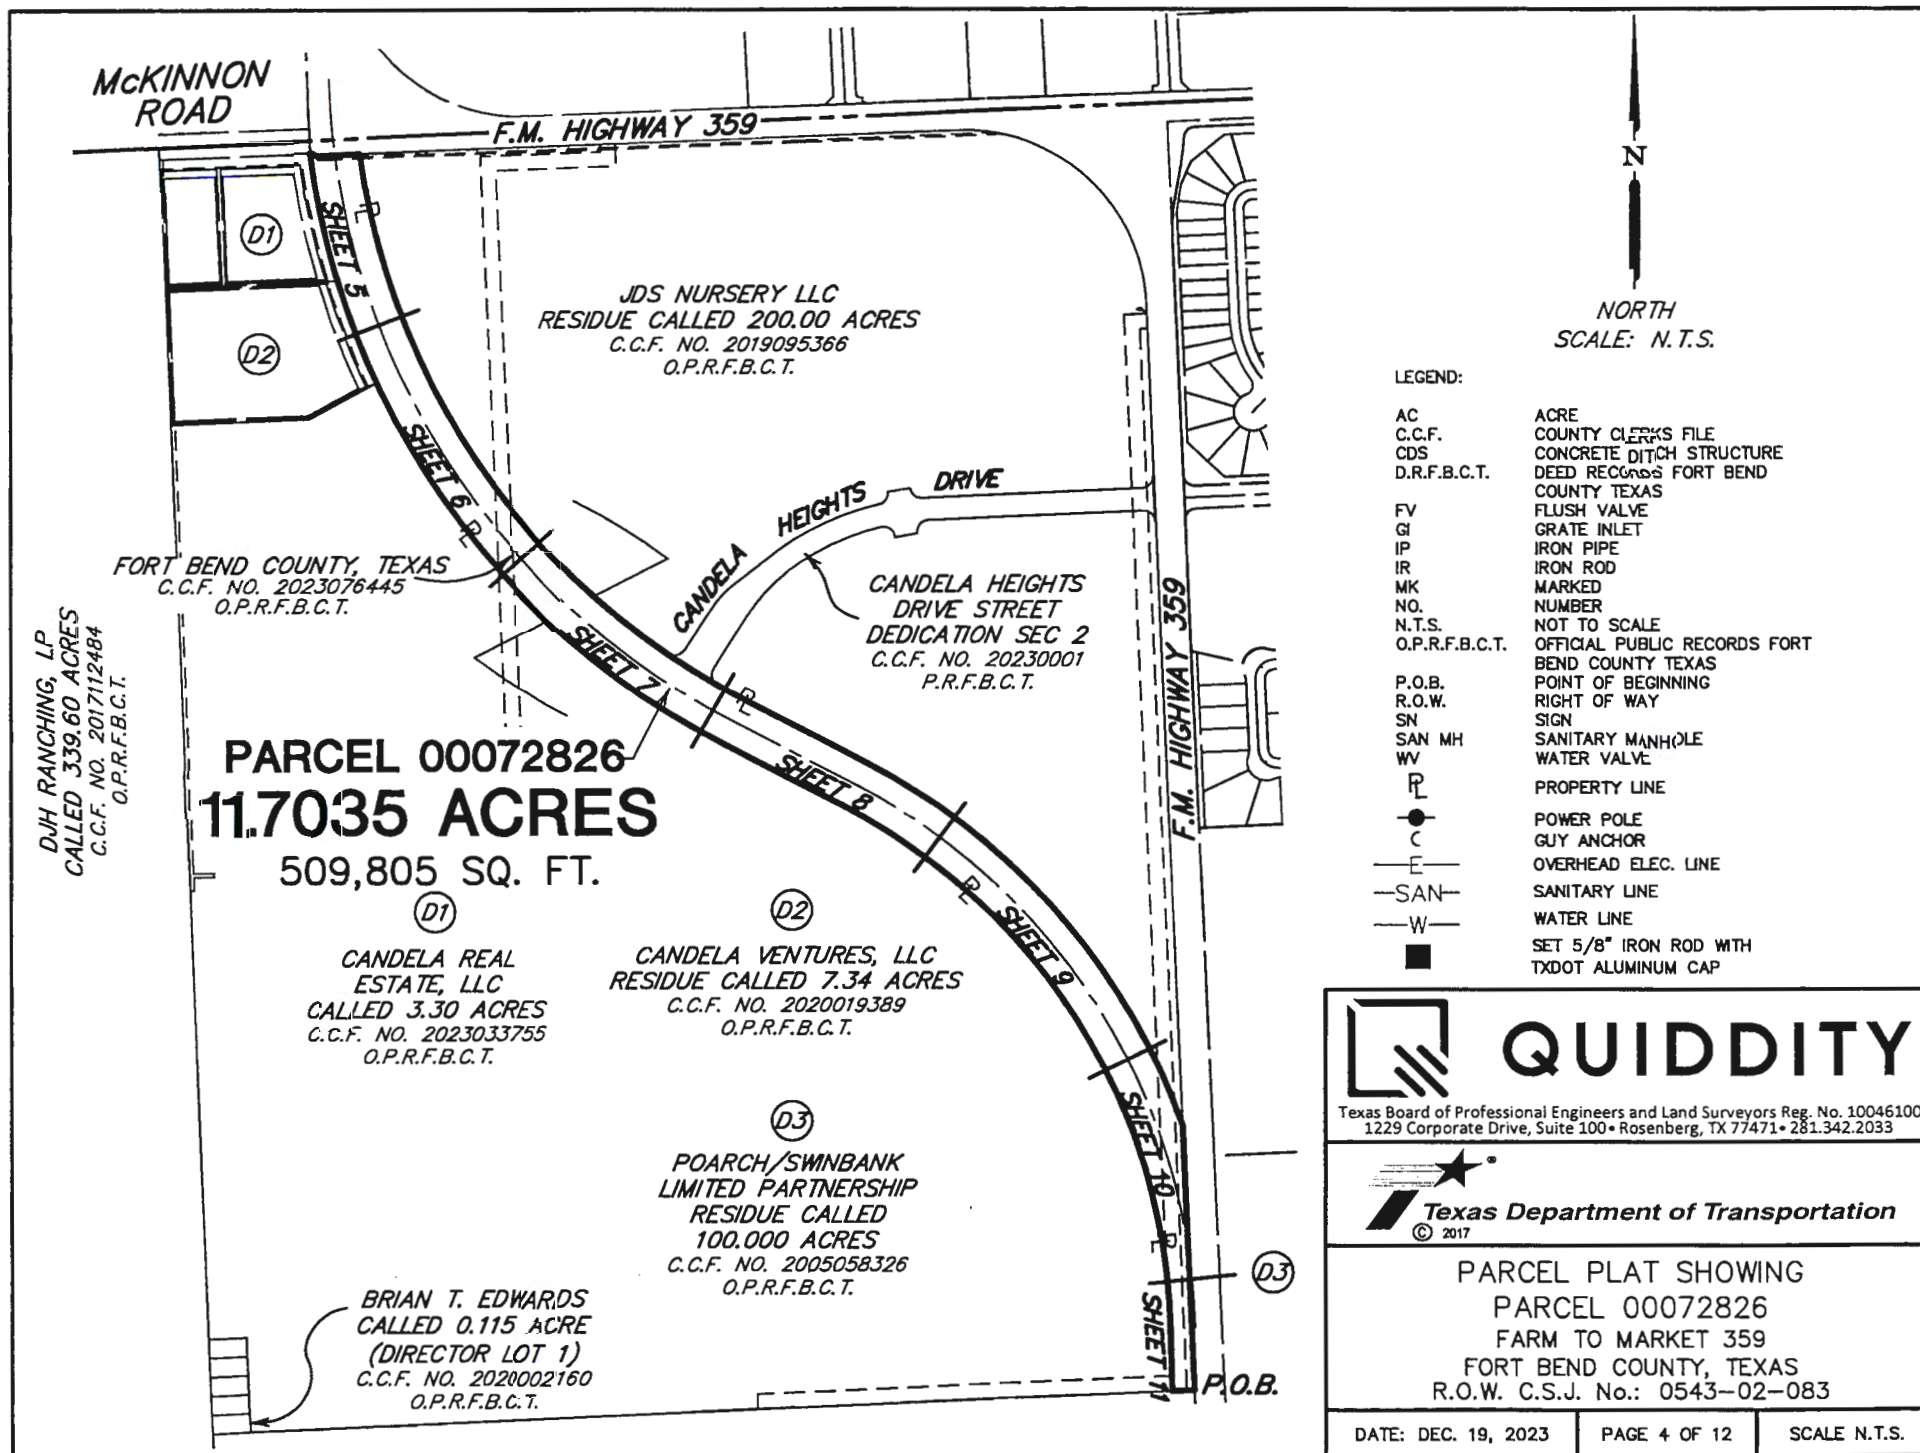 McKINNON
ROAD
F.M. HIGHWAY 359
SHEET 5
PL
D1
D2
JDS NURSERY LLC
RESIDUE CALLED 200.00 ACRES
C.C.F. NO. 2019095366
O.P.R.F.B.C.T.
SHEET 6
PL
FORT BEND COUNTY, TEXAS
C.C.F. NO. 2023076445
O.P.R.F.B.C.T.
CANDELA HEIGHTS DRIVE
CANDELA HEIGHTS
DRIVE STREET
DEDICATION SEC 2
C.C.F. NO. 20230001
P.R.F.B.C.T.
F.M. HIGHWAY 359
DJH RANCHING, LP
CALLED 339.60 ACRES
C.C.F. NO. 2017112484
O.P.R.F.B.C.T.
SHEET 7
PL
PARCEL 00072826
11.7035 ACRES
509,805 SQ. FT.
SHEET 8
PL
SHEET 9
D1
CANDELA REAL
ESTATE, LLC
CALLED 3.30 ACRES
C.C.F. NO. 2023033755
O.P.R.F.B.C.T.
D2
CANDELA VENTURES, LLC
RESIDUE CALLED 7.34 ACRES
C.C.F. NO. 2020019389
O.P.R.F.B.C.T.
D3
POARCH/SWINBANK
LIMITED PARTNERSHIP
RESIDUE CALLED
100.000 ACRES
C.C.F. NO. 2005058326
O.P.R.F.B.C.T.
SHEET 10
PL
D3
SHEET 11
P.O.B.
BRIAN T. EDWARDS
CALLED 0.115 ACRE
(DIRECTOR LOT 1)
C.C.F. NO. 2020002160
O.P.R.F.B.C.T.
N
NORTH
SCALE: N.T.S.
LEGEND:
AC ACRE
C.C.F. COUNTY CLERKS FILE
CDS CONCRETE DITCH STRUCTURE
D.R.F.B.C.T. DEED RECORDS FORT BEND
COUNTY TEXAS
FV FLUSH VALVE
GI GRATE INLET
IP IRON PIPE
IR IRON ROD
MK MARKED
NO. NUMBER
N.T.S. NOT TO SCALE
O.P.R.F.B.C.T. OFFICIAL PUBLIC RECORDS FORT
BEND COUNTY TEXAS
P.O.B. POINT OF BEGINNING
R.O.W. RIGHT OF WAY
SN SIGN
SAN MH SANITARY MANHOLE
WV WATER VALVE
PL PROPERTY LINE
POWER POLE
GUY ANCHOR
E OVERHEAD ELEC. LINE
SAN SANITARY LINE
W WATER LINE
SET 5/8" IRON ROD WITH
TXDOT ALUMINUM CAP
QUIDDITY
Texas Board of Professional Engineers and Land Surveyors Reg. No. 10046100
1229 Corporate Drive, Suite 100 • Rosenberg, TX 77471 • 281.342.2033
®
Texas Department of Transportation
© 2017
PARCEL PLAT SHOWING
PARCEL 00072826
FARM TO MARKET 359
FORT BEND COUNTY, TEXAS
R.O.W. C.S.J. No.: 0543-02-083
DATE: DEC. 19, 2023 PAGE 4 OF 12 SCALE N.T.S.